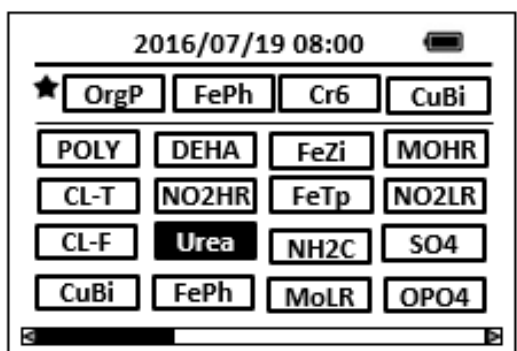 2016/07/19 08:00
OrgP FePh Cr6 CuBi
POLY DEHA FeZi MOHR
CL-T NO2HR FeTp NO2LR
CL-F Urea NH2C SO4
CuBi FePh MoLR OPO4